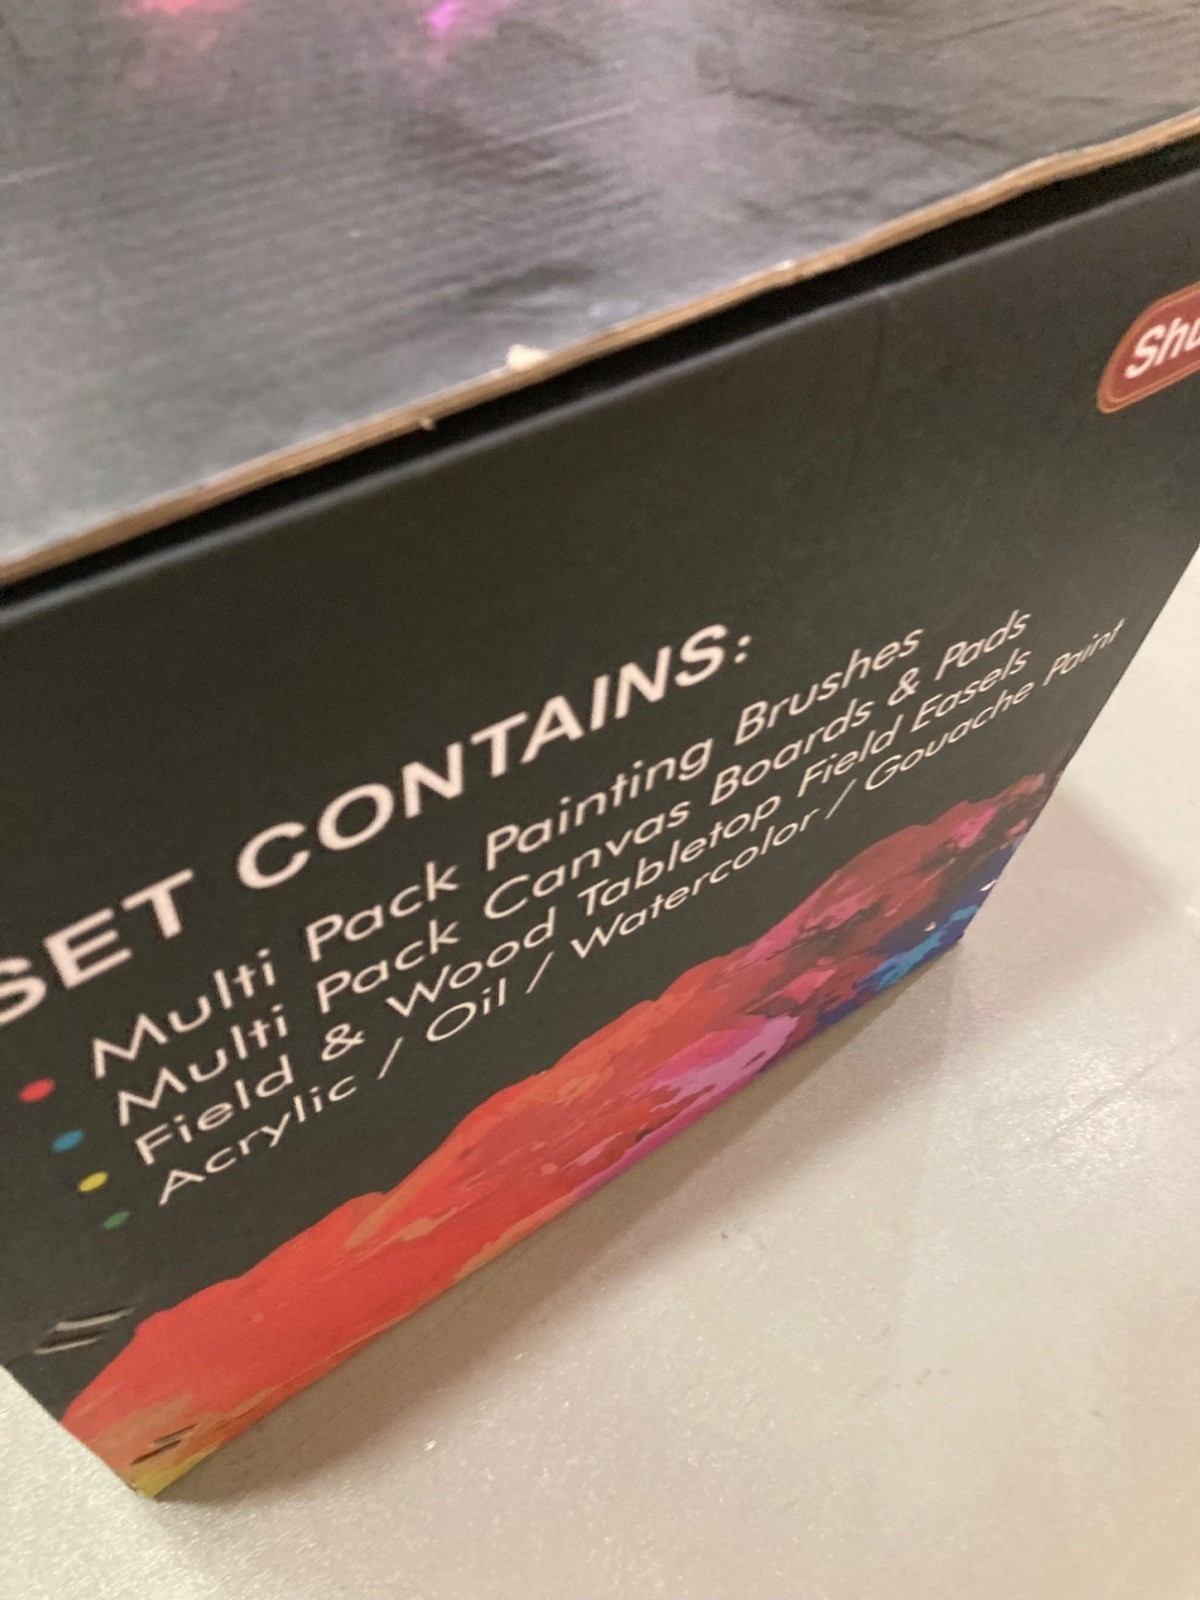 SET CONTAINS:
Multi Pack Painting Brushes
Multi Pack Canvas Boards & Pads
Field & Wood Tabletop Field Easels
Acrylic / Oil / Watercolor / Gouache Paint